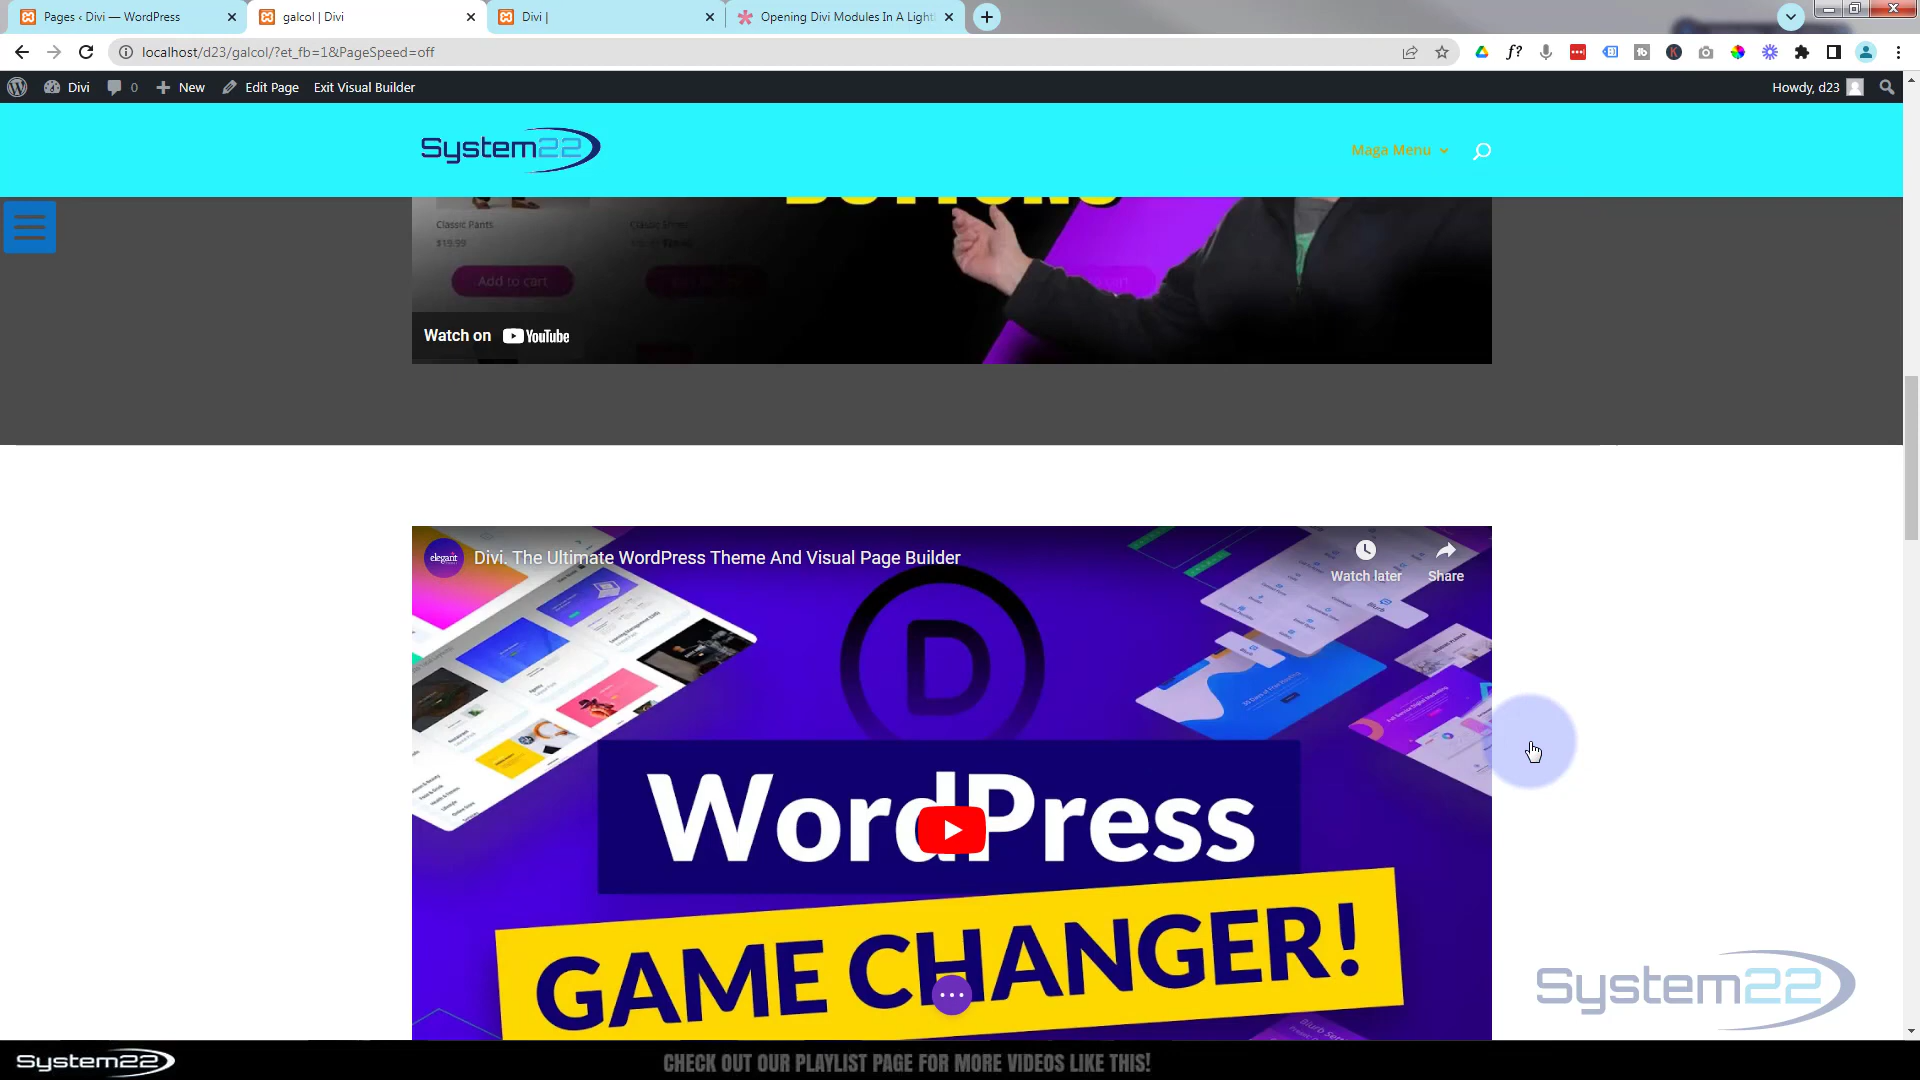 Pages ‹ Divi — WordPress
galcol | Divi
Divi |
Opening Divi Modules In A Light
localhost/d23/galcol/?et_fb=1&PageSpeed=off
Divi
0
New
Edit Page
Exit Visual Builder
Howdy, d23
System22
Maga Menu
Classic Pants
$19.99
Add to cart
Watch on YouTube
elegant
Divi. The Ultimate WordPress Theme And Visual Page Builder
Watch later
Share
D
WordPress
GAME CHANGER!
System22
System22
CHECK OUT OUR PLAYLIST PAGE FOR MORE VIDEOS LIKE THIS!